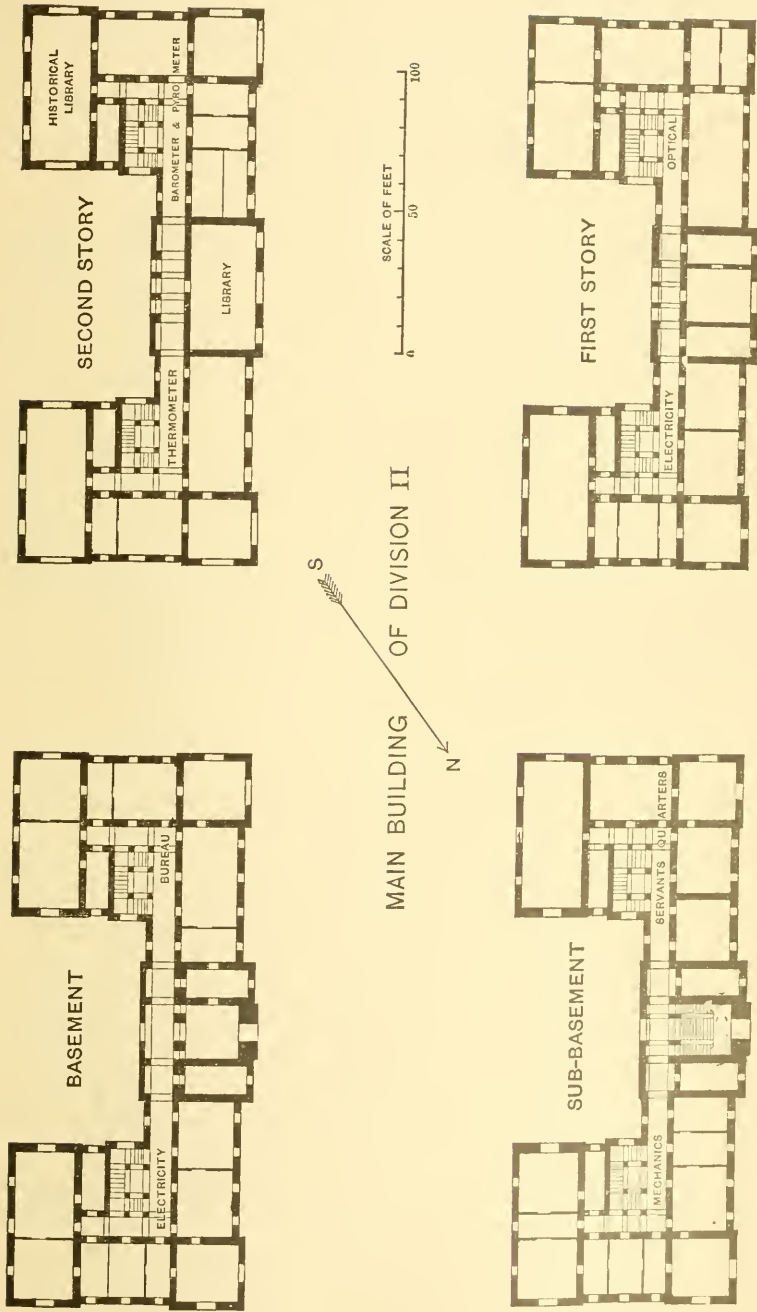 BASEMENT
ELECTRICITY
BUREAU
SECOND STORY
HISTORICAL
LIBRARY
THERMOMETER
BAROMETER & PYROMETER
LIBRARY
MAIN BUILDING OF DIVISION II
N
S
SCALE OF FEET
0 50 100
SUB-BASEMENT
MECHANICS
SERVANTS QUARTERS
FIRST STORY
ELECTRICITY
OPTICAL